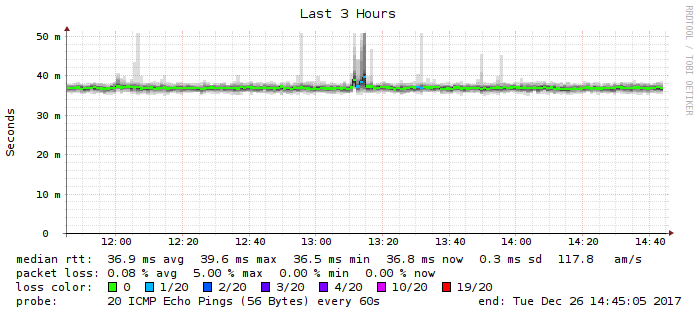 Last 3 Hours
RRDTOOL / TOBI OETIKER
Seconds
50 m
40 m
30 m
20 m
10 m
0
12:00 12:20 12:40 13:00 13:20 13:40 14:00 14:20 14:40
median rtt: 36.9 ms avg 39.6 ms max 36.5 ms min 36.8 ms now 0.3 ms sd 117.8 am/s
packet loss: 0.08 % avg 5.00 % max 0.00 % min 0.00 % now
loss color: 0 1/20 2/20 3/20 4/20 10/20 19/20
probe: 20 ICMP Echo Pings (56 Bytes) every 60s end: Tue Dec 26 14:45:05 2017